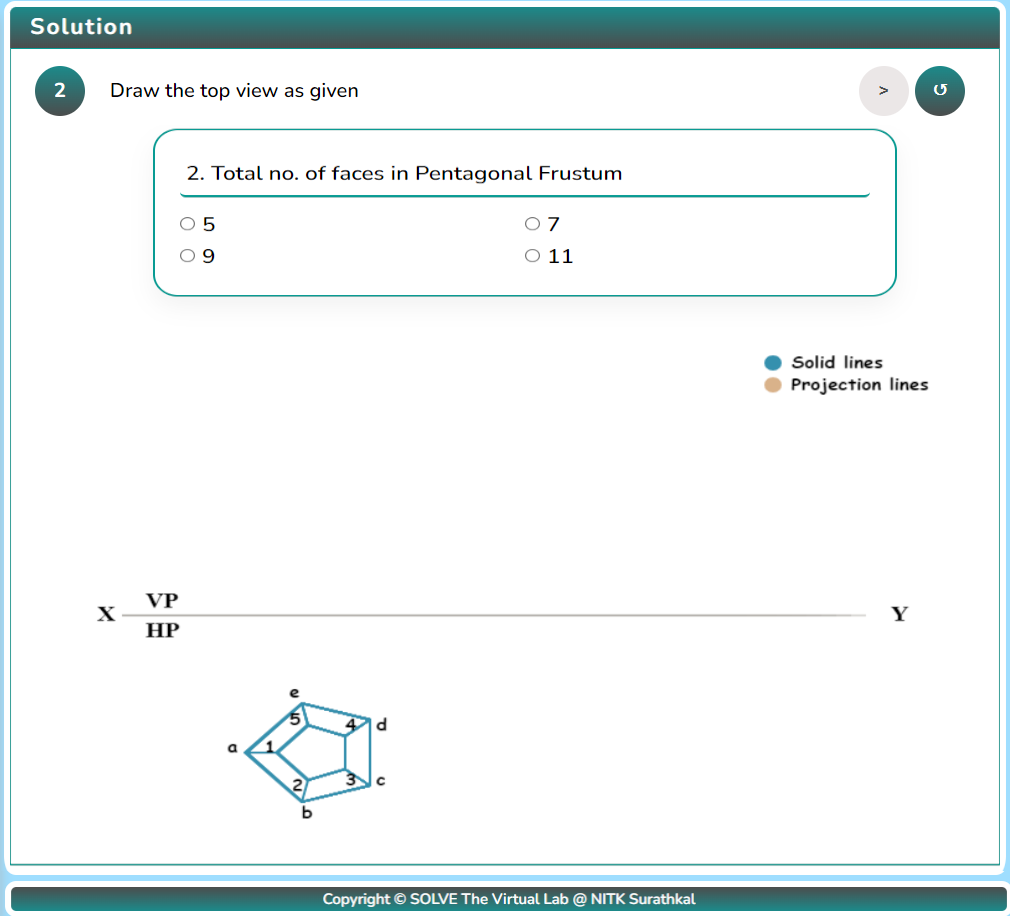 Solution
2 Draw the top view as given > ↺
2. Total no. of faces in Pentagonal Frustum
5 7
9 11
Solid lines
Projection lines
VP
X Y
HP
e
5 4 d
a 1
2 3 c
b
Copyright © SOLVE The Virtual Lab @ NITK Surathkal